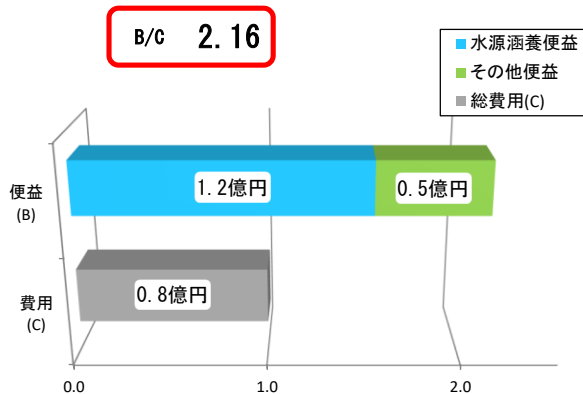 B/C 2.16
水源涵養便益
その他便益
総費用(C)
便益
(B)
1.2億円
0.5億円
費用
(C)
0.8億円
0.0
1.0
2.0